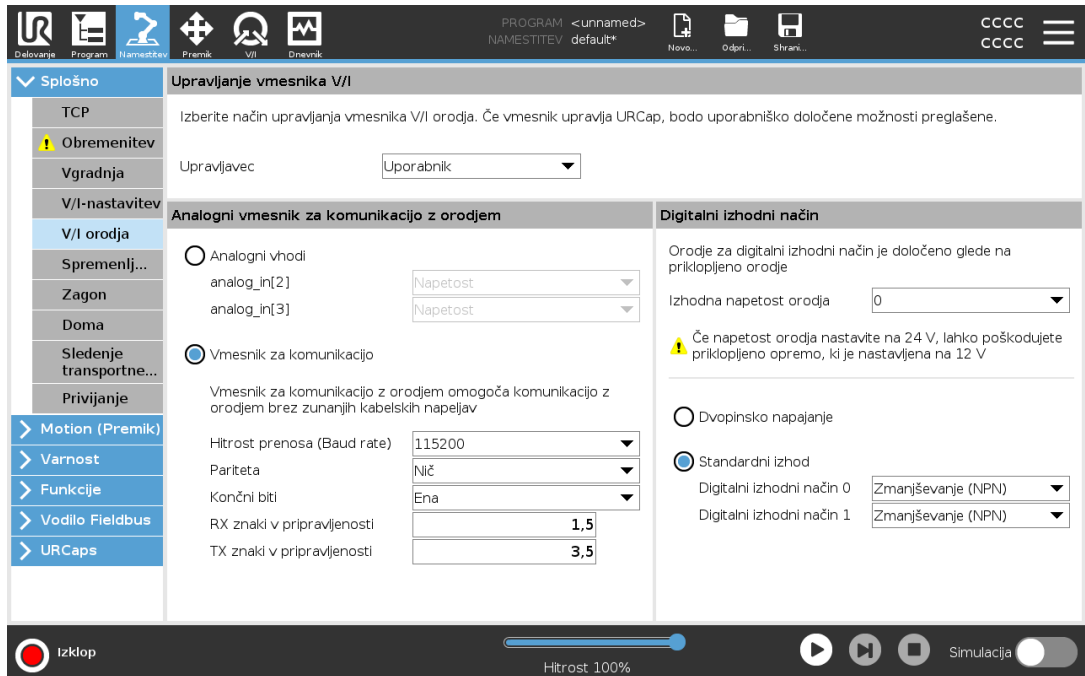 PROGRAM <unnamed>
NAMESTITEV default*
CCCC
CCCC
Delovanje Program Namestitev Premik V/I Dnevnik Novo... Odpri... Shrani...
Splošno
TCP
Obremenitev
Vgradnja
V/I-nastavitev
V/I orodja
Spremenlj...
Zagon
Doma
Sledenje
transportne...
Privijanje
Motion (Premik)
Varnost
Funkcije
Vodilo Fieldbus
URCaps
Upravljanje vmesnika V/I
Izberite način upravljanja vmesnika V/I orodja. Če vmesnik upravlja URCap, bodo uporabniško določene možnosti preglašene.
Upravljavec Uporabnik
Analogni vmesnik za komunikacijo z orodjem
Analogni vhodi
analog_in[2] Napetost
analog_in[3] Napetost
Vmesnik za komunikacijo
Vmesnik za komunikacijo z orodjem omogoča komunikacijo z
orodjem brez zunanjih kabelskih napeljav
Hitrost prenosa (Baud rate) 115200
Pariteta Nič
Končni biti Ena
RX znaki v pripravljenosti 1,5
TX znaki v pripravljenosti 3,5
Digitalni izhodni način
Orodje za digitalni izhodni način je določeno glede na
priklopljeno orodje
Izhodna napetost orodja 0
Če napetost orodja nastavite na 24 V, lahko poškodujete
priklopljeno opremo, ki je nastavljena na 12 V
Dvopinsko napajanje
Standardni izhod
Digitalni izhodni način 0 Zmanjševanje (NPN)
Digitalni izhodni način 1 Zmanjševanje (NPN)
Izklop
Hitrost 100%
Simulacija